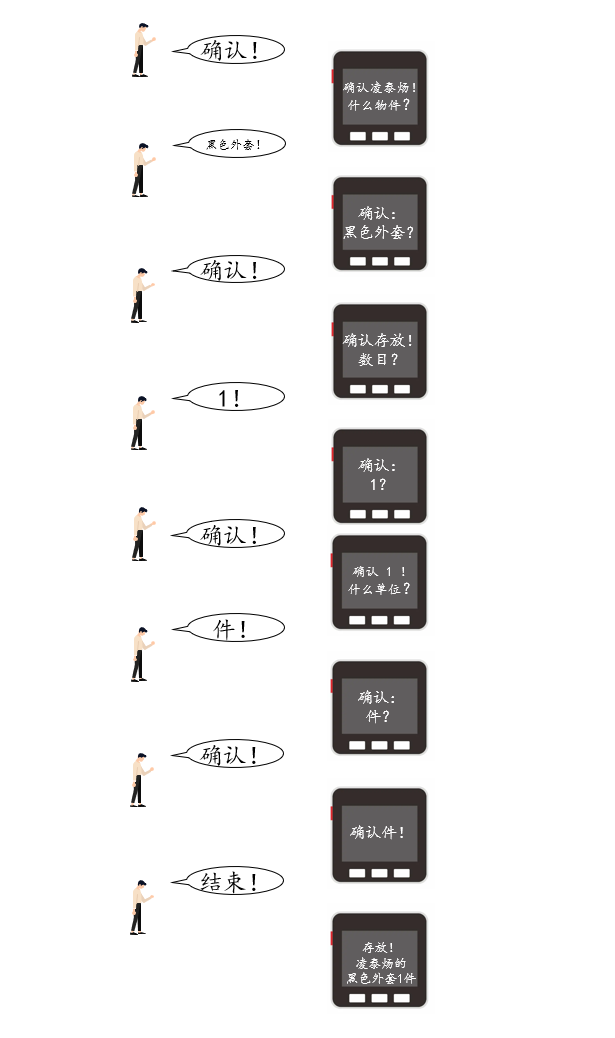 确认！
确认凌泰炀！
什么物件？
黑色外套！
确认：
黑色外套？
确认！
确认存放！
数目？
1！
确认：
1？
确认！
确认 1 ！
什么单位？
件！
确认：
件？
确认！
确认件！
结束！
存放！
凌泰炀的
黑色外套1件